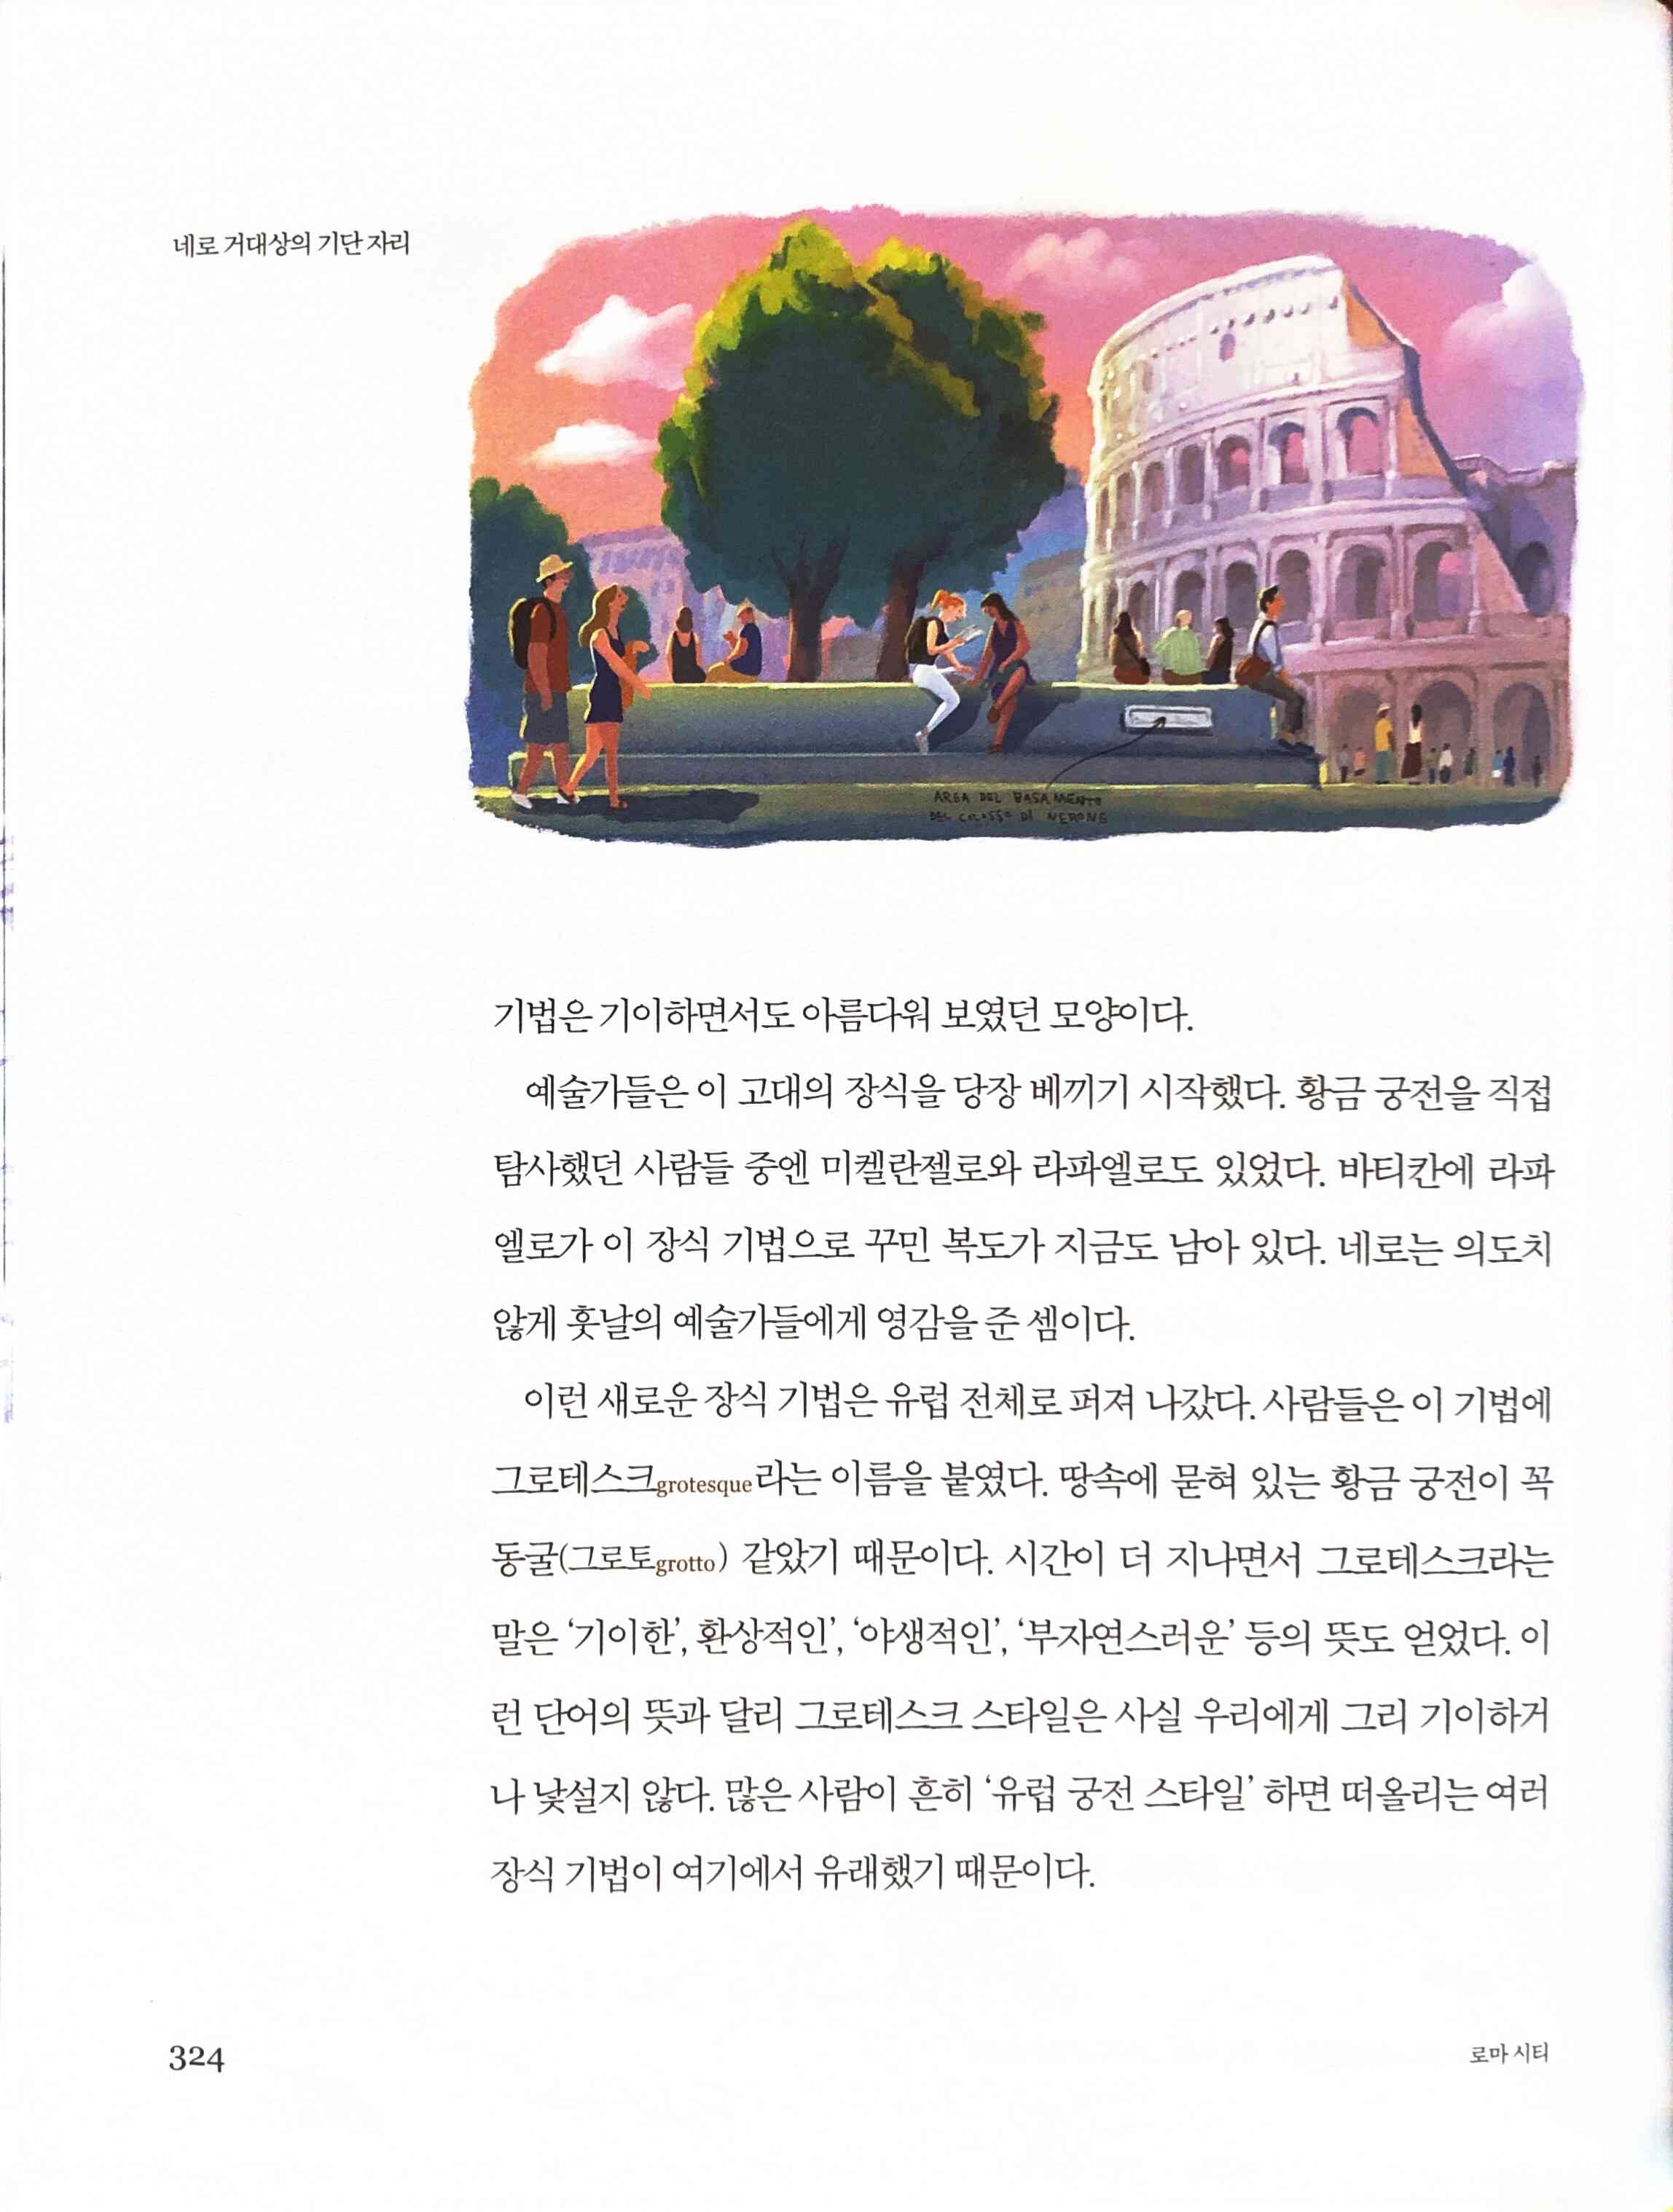 네로 거대상의 기단 자리
AREA DEL BASAMENTO
DEL COLOSSO DI NERONE
기법은 기이하면서도 아름다워 보였던 모양이다.
예술가들은 이 고대의 장식을 당장 베끼기 시작했다. 황금 궁전을 직접
탐사했던 사람들 중엔 미켈란젤로와 라파엘로도 있었다. 바티칸에 라파
엘로가 이 장식 기법으로 꾸민 복도가 지금도 남아 있다. 네로는 의도치
않게 훗날의 예술가들에게 영감을 준 셈이다.
이런 새로운 장식 기법은 유럽 전체로 퍼져 나갔다. 사람들은 이 기법에
그로테스크grotesque라는 이름을 붙였다. 땅속에 묻혀 있는 황금 궁전이 꼭
동굴(그로토grotto) 같았기 때문이다. 시간이 더 지나면서 그로테스크라는
말은 ‘기이한’, 환상적인’, ‘야생적인’, ‘부자연스러운’ 등의 뜻도 얻었다. 이
런 단어의 뜻과 달리 그로테스크 스타일은 사실 우리에게 그리 기이하거
나 낯설지 않다. 많은 사람이 흔히 ‘유럽 궁전 스타일’ 하면 떠올리는 여러
장식 기법이 여기에서 유래했기 때문이다.
324
로마 시티